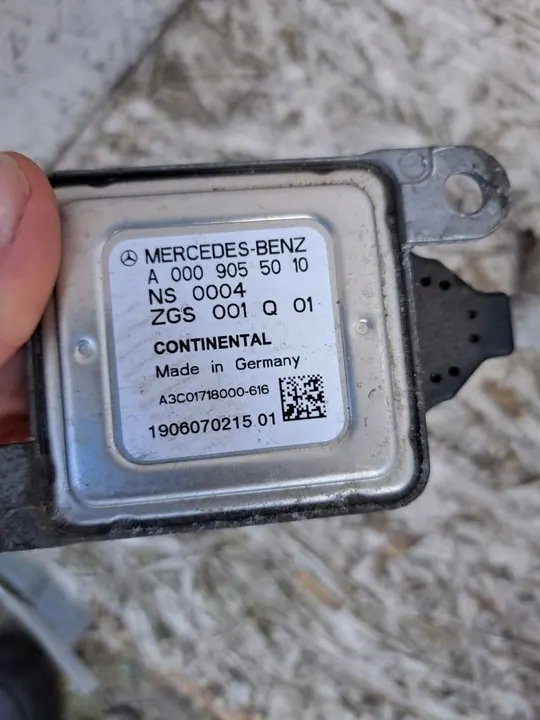 MERCEDES-BENZ
A 000 905 50 10
NS 0004
ZGS 001 Q 01
CONTINENTAL
Made in Germany
A3C01718000-616
1906070215.01